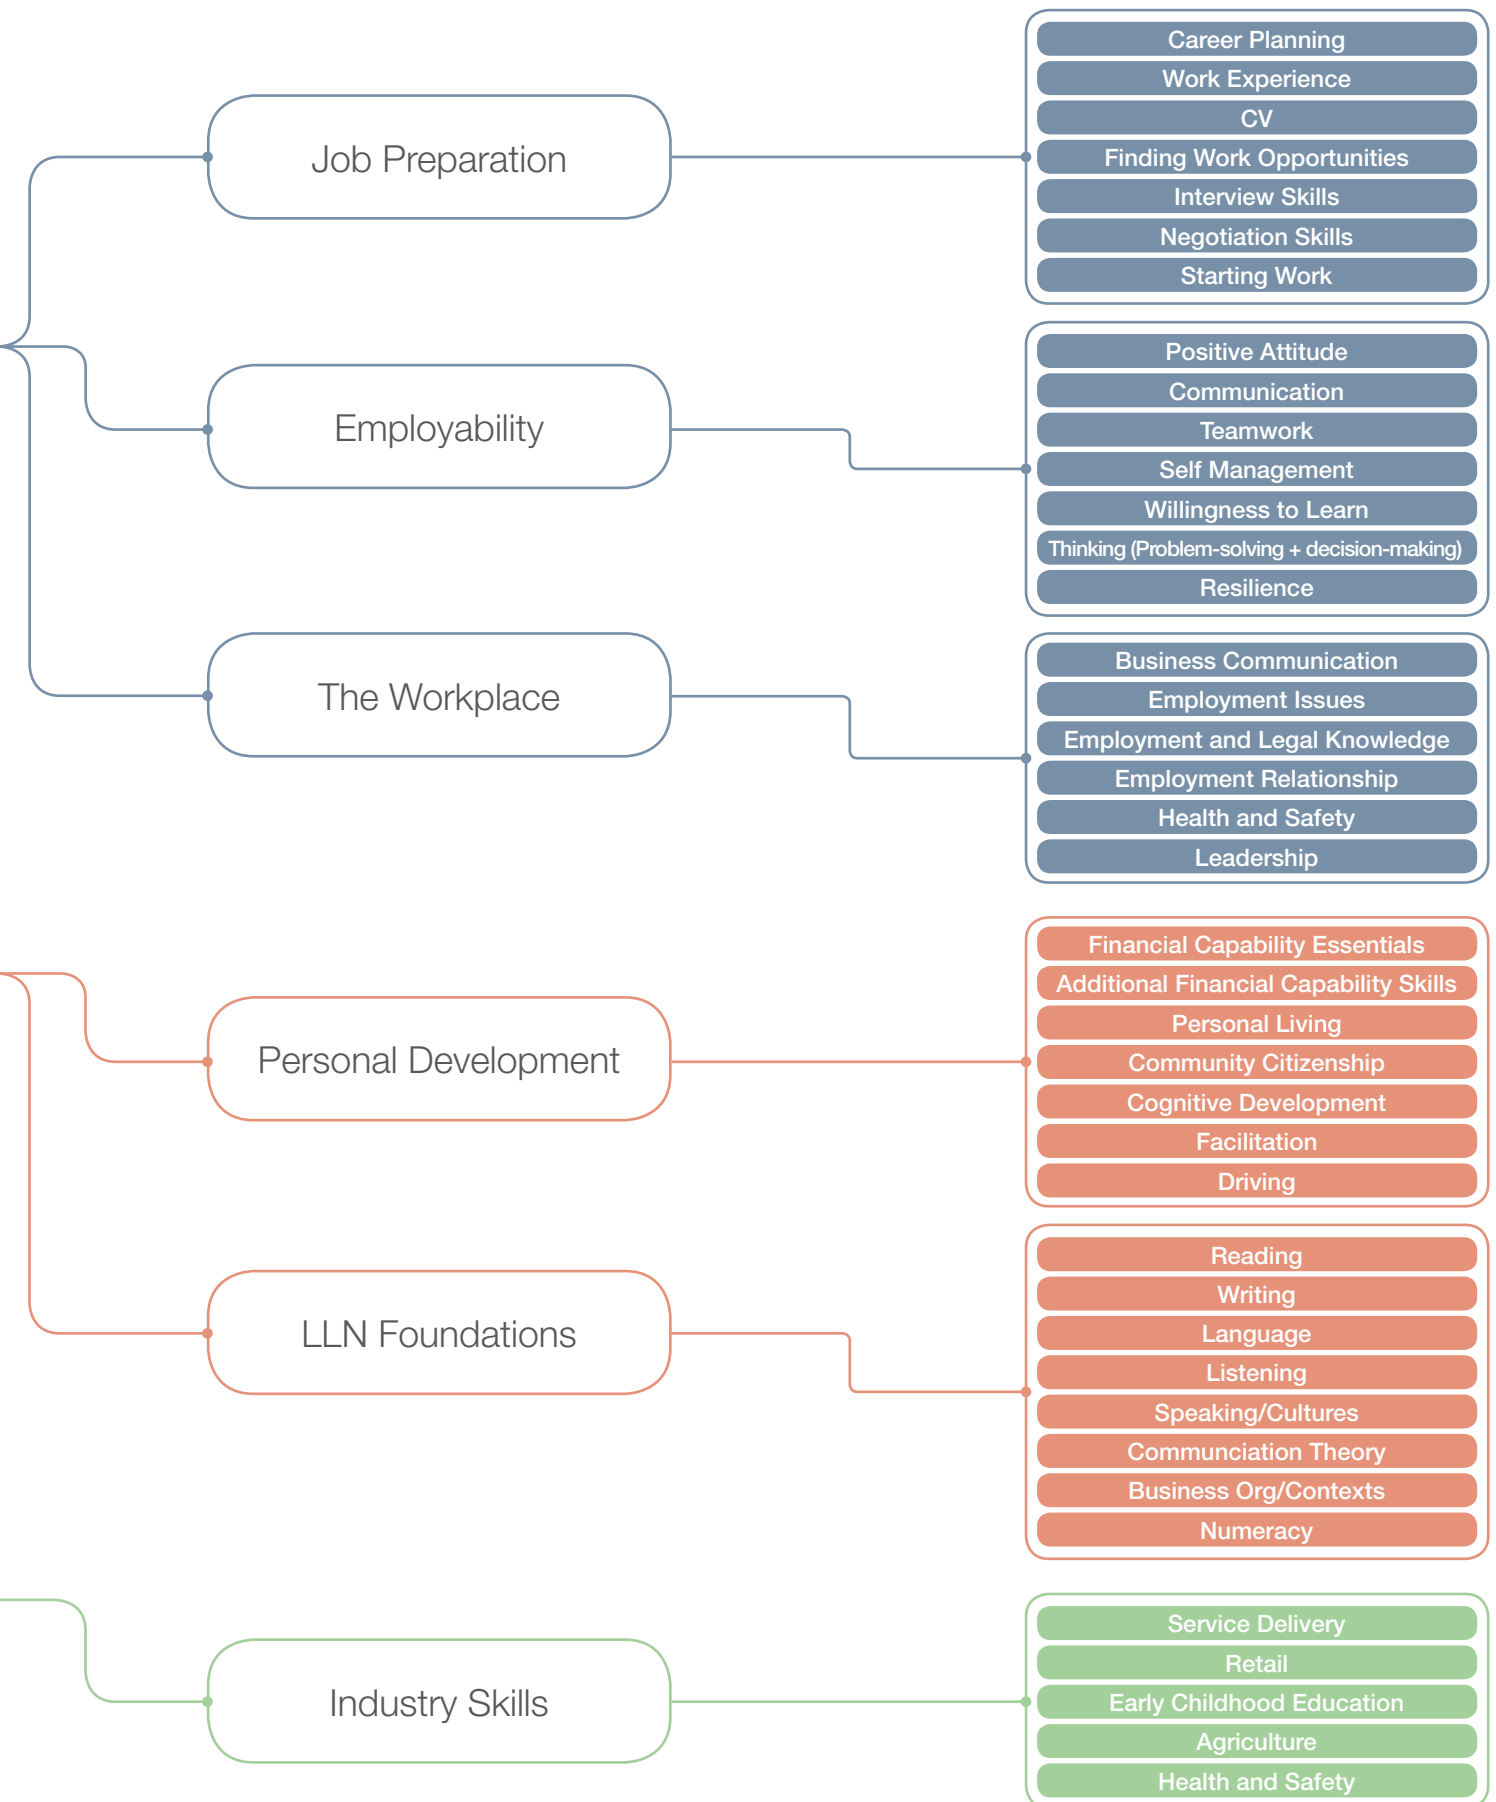 Job Preparation
Career Planning
Work Experience
CV
Finding Work Opportunities
Interview Skills
Negotiation Skills
Starting Work
Employability
Positive Attitude
Communication
Teamwork
Self Management
Willingness to Learn
Thinking (Problem-solving + decision-making)
Resilience
The Workplace
Business Communication
Employment Issues
Employment and Legal Knowledge
Employment Relationship
Health and Safety
Leadership
Personal Development
Financial Capability Essentials
Additional Financial Capability Skills
Personal Living
Community Citizenship
Cognitive Development
Facilitation
Driving
LLN Foundations
Reading
Writing
Language
Listening
Speaking/Cultures
Communciation Theory
Business Org/Contexts
Numeracy
Industry Skills
Service Delivery
Retail
Early Childhood Education
Agriculture
Health and Safety